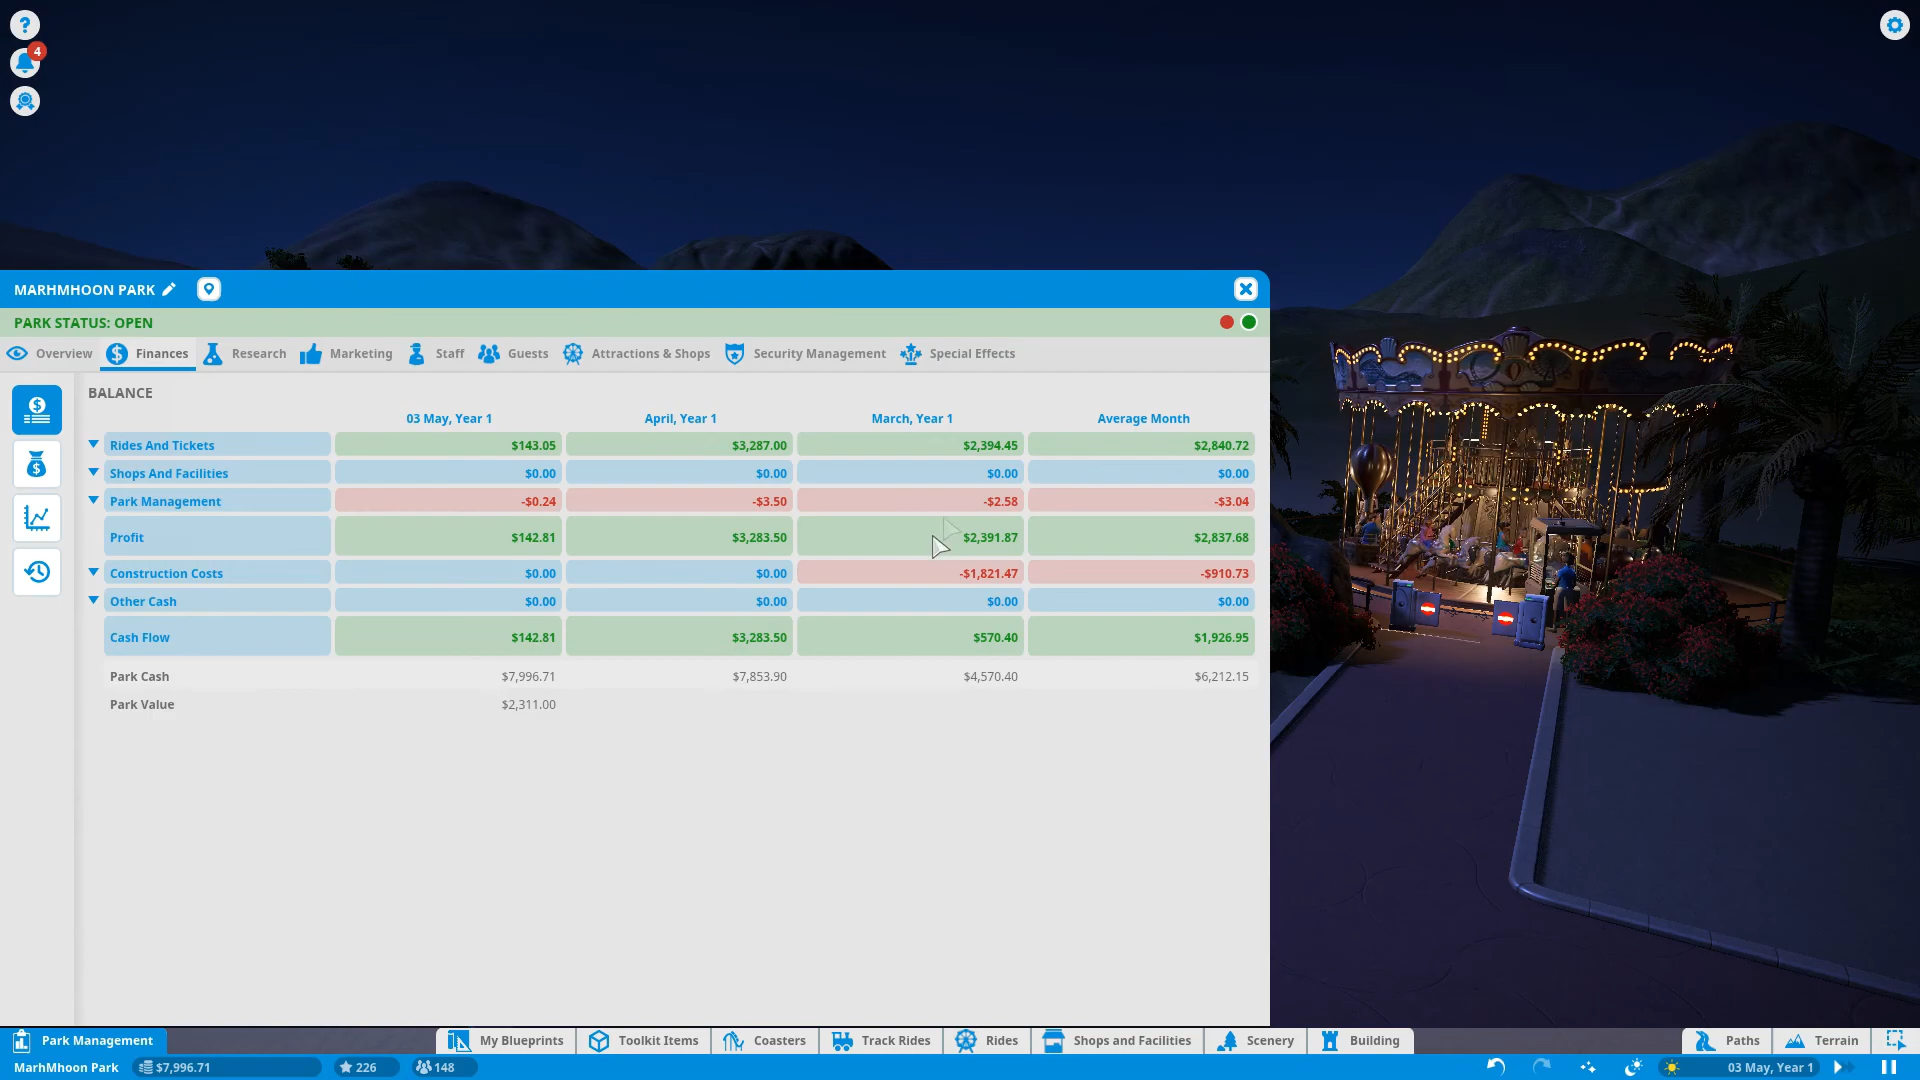 ?
4
MARHMHOON PARK
PARK STATUS: OPEN
Overview Finances Research Marketing Staff Guests Attractions & Shops Security Management Special Effects
BALANCE
03 May, Year 1 April, Year 1 March, Year 1 Average Month
Rides And Tickets $143.05 $3,287.00 $2,394.45 $2,840.72
Shops And Facilities $0.00 $0.00 $0.00 $0.00
Park Management -$0.24 -$3.50 -$2.58 -$3.04
Profit $142.81 $3,283.50 $2,391.87 $2,837.68
Construction Costs $0.00 $0.00 -$1,821.47 -$910.73
Other Cash $0.00 $0.00 $0.00 $0.00
Cash Flow $142.81 $3,283.50 $570.40 $1,926.95
Park Cash $7,996.71 $7,853.90 $4,570.40 $6,212.15
Park Value $2,311.00
Park Management My Blueprints Toolkit Items Coasters Track Rides Rides Shops and Facilities Scenery Building Paths Terrain
MarhMhoon Park $7,996.71 226 148 03 May, Year 1